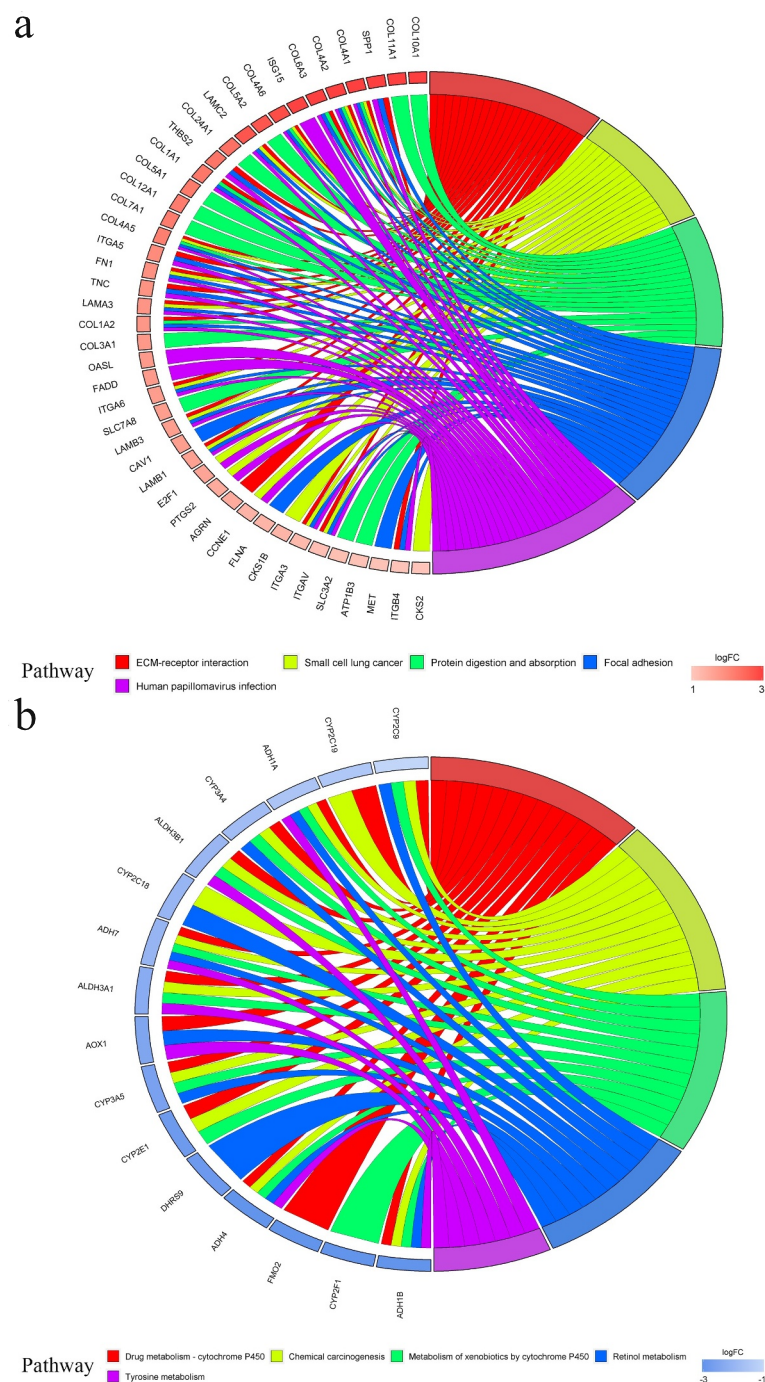 a
COL10A1
COL11A1
SPP1
COL4A1
COL4A2
COL6A3
ISG15
COL4A6
COL5A2
LAMC2
COL24A1
THBS2
COL1A1
COL5A1
COL12A1
COL7A1
COL4A5
ITGA5
FN1
TNC
LAMA3
COL1A2
COL3A1
OASL
FADD
ITGA6
SLC7A8
LAMB3
CAV1
LAMB1
E2F1
PTGS2
AGRN
CCNE1
FLNA
CKS1B
ITGA3
ITGAV
SLC3A2
ATP1B3
MET
ITGB4
CKS2
Pathway
ECM-receptor interaction
Small cell lung cancer
Protein digestion and absorption
Focal adhesion
Human papillomavirus infection
logFC
1 3
b
CYP2C9
CYP2C19
ADH1A
CYP3A4
ALDH3B1
CYP2C18
ADH7
ALDH3A1
AOX1
CYP3A5
CYP2E1
DHRS9
ADH4
FMO2
CYP2F1
ADH1B
Pathway
Drug metabolism - cytochrome P450
Chemical carcinogenesis
Metabolism of xenobiotics by cytochrome P450
Retinol metabolism
Tyrosine metabolism
logFC
-3 -1